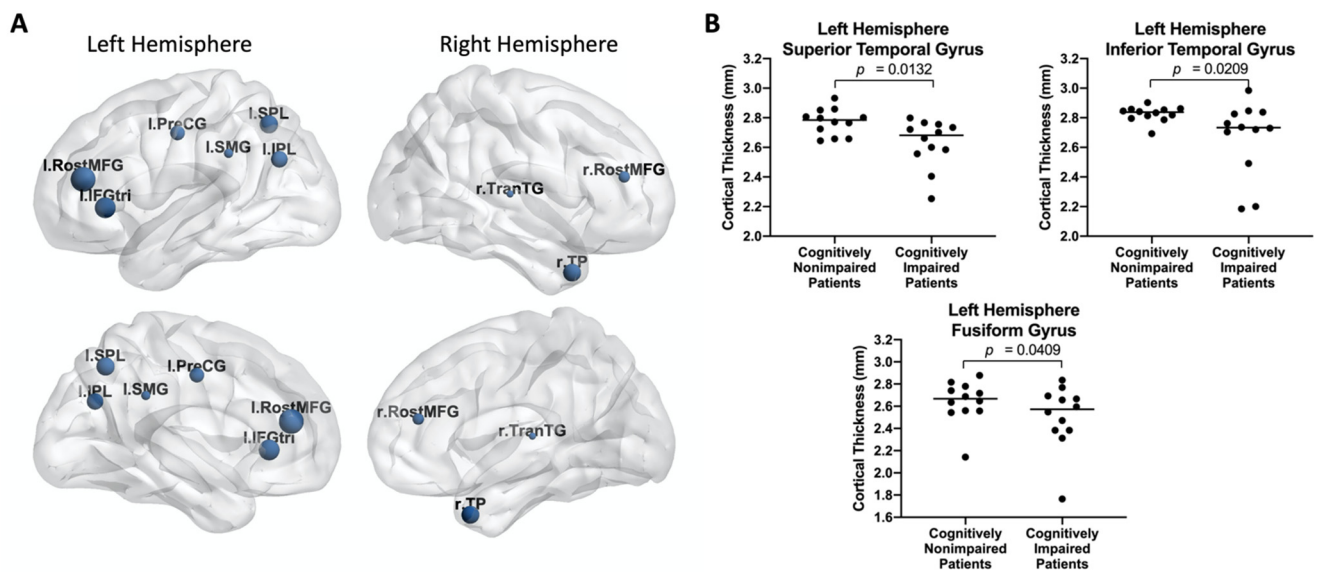 A
Left Hemisphere
Right Hemisphere
l.PreCG
l.SPL
l.SMG
l.IPL
l.RostMFG
l.IFGtri
r.RostMFG
r.TranTG
r.TP
l.SPL
l.PreCG
l.IPL
l.SMG
l.RostMFG
l.IFGtri
r.RostMFG
r.TranTG
r.TP
B
Left Hemisphere
Superior Temporal Gyrus
p = 0.0132
Cortical Thickness (mm)
3.2
3.0
2.8
2.6
2.4
2.2
2.0
Cognitively
Nonimpaired
Patients
Cognitively
Impaired
Patients
Left Hemisphere
Inferior Temporal Gyrus
p = 0.0209
Cortical Thickness (mm)
3.2
3.0
2.8
2.6
2.4
2.2
2.0
Cognitively
Nonimpaired
Patients
Cognitively
Impaired
Patients
Left Hemisphere
Fusiform Gyrus
p = 0.0409
Cortical Thickness (mm)
3.2
3.0
2.8
2.6
2.4
2.2
2.0
1.8
1.6
Cognitively
Nonimpaired
Patients
Cognitively
Impaired
Patients